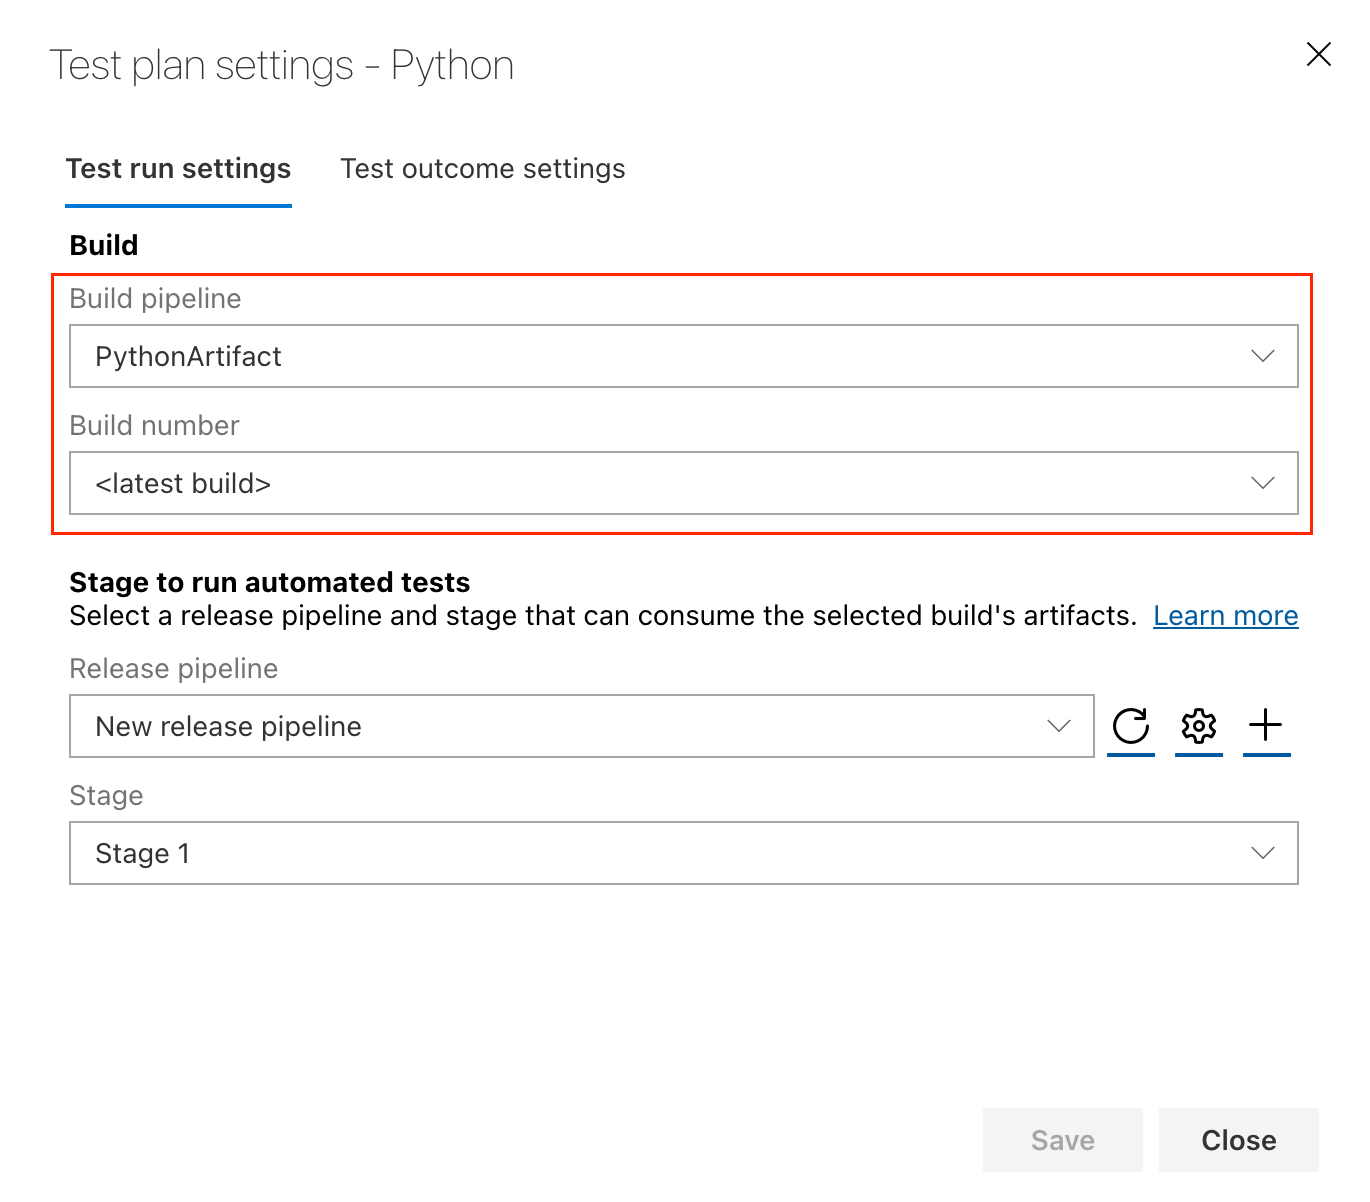 Test plan settings - Python
Test run settings
Test outcome settings
Build
Build pipeline
PythonArtifact
Build number
<latest build>
Stage to run automated tests
Select a release pipeline and stage that can consume the selected build's artifacts. Learn more
Release pipeline
New release pipeline
Stage
Stage 1
Save
Close